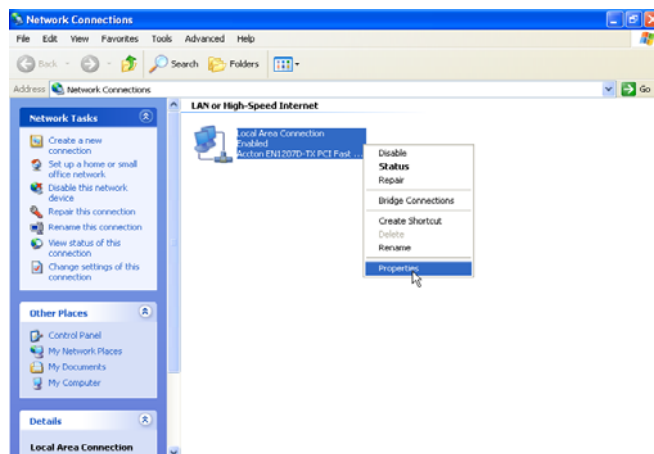 Network Connections
File Edit View Favorites Tools Advanced Help
Back Search Folders
Address Network Connections Go
Network Tasks
Create a new
connection
Set up a home or small
office network
Disable this network
device
Repair this connection
Rename this connection
View status of this
connection
Change settings of this
connection
Other Places
Control Panel
My Network Places
My Documents
My Computer
Details
Local Area Connection
LAN or High-Speed Internet
Local Area Connection
Enabled
Accton EN1207D-TX PCI Fast ...
Disable
Status
Repair
Bridge Connections
Create Shortcut
Delete
Rename
Properties